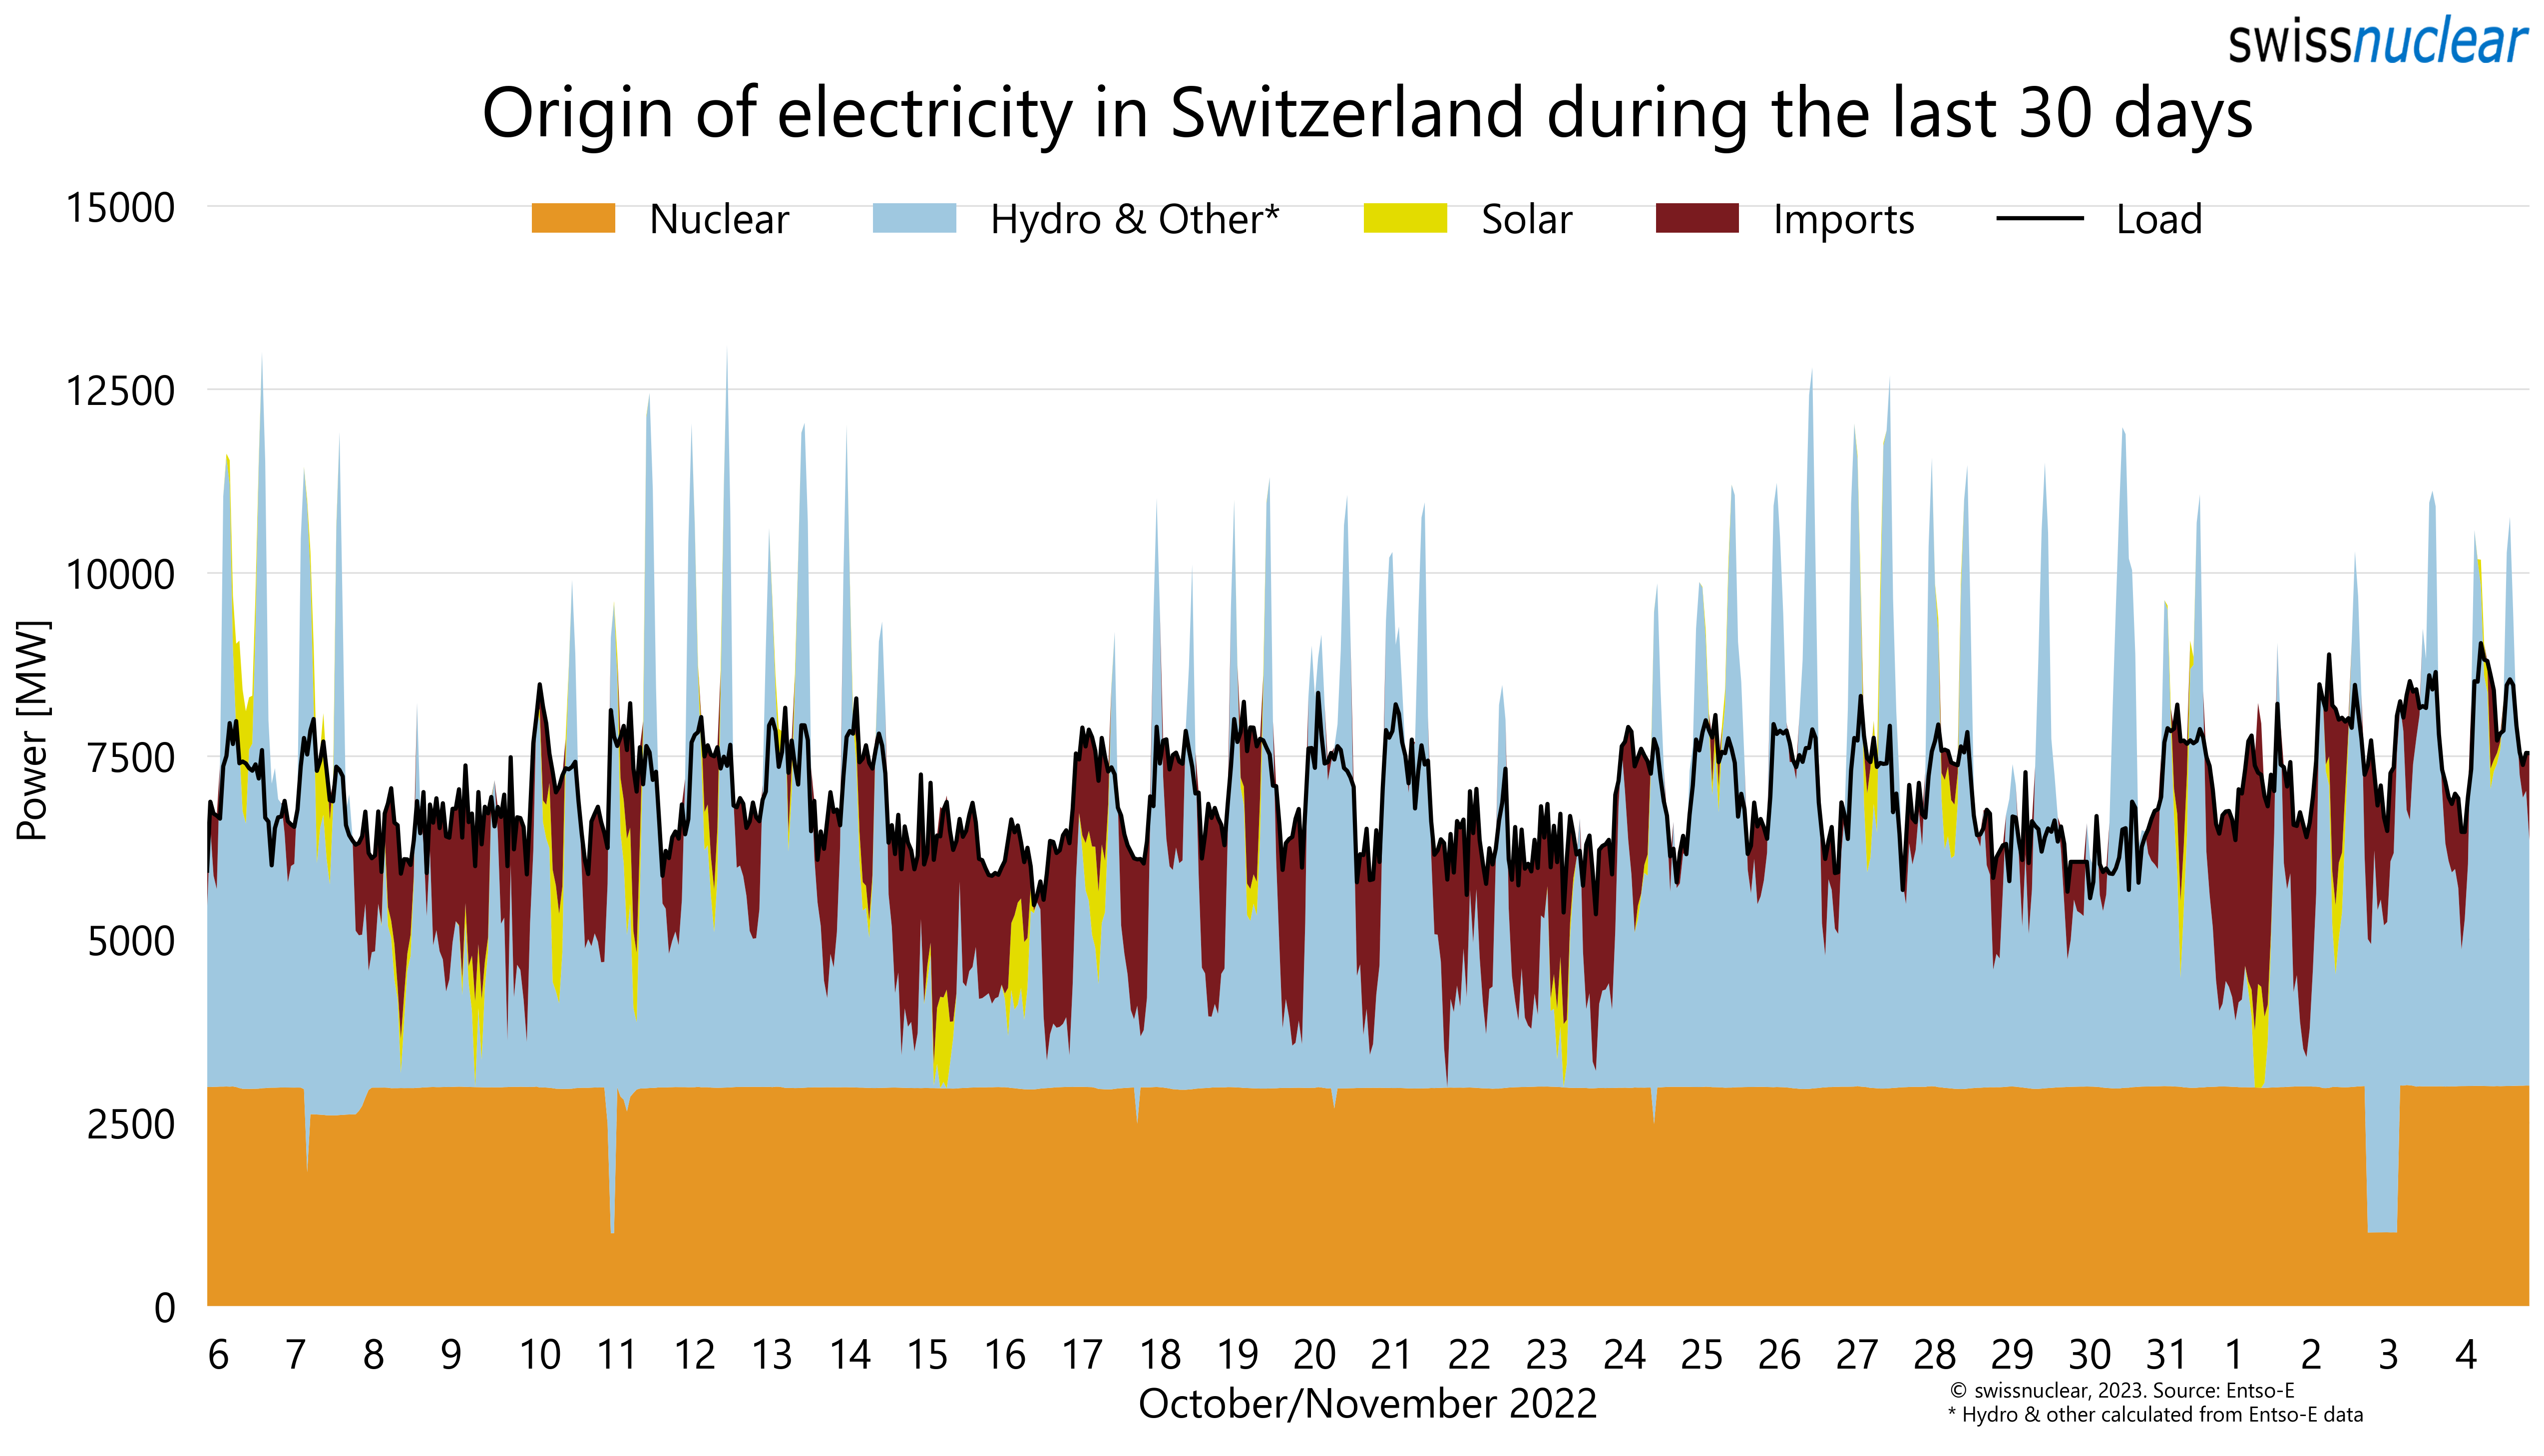 swissnuclear
Origin of electricity in Switzerland during the last 30 days
Nuclear Hydro & Other* Solar Imports Load
15000
12500
10000
7500
5000
2500
0
Power [MW]
6 7 8 9 10 11 12 13 14 15 16 17 18 19 20 21 22 23 24 25 26 27 28 29 30 31 1 2 3 4
October/November 2022
© swissnuclear, 2023. Source: Entso-E
* Hydro & other calculated from Entso-E data